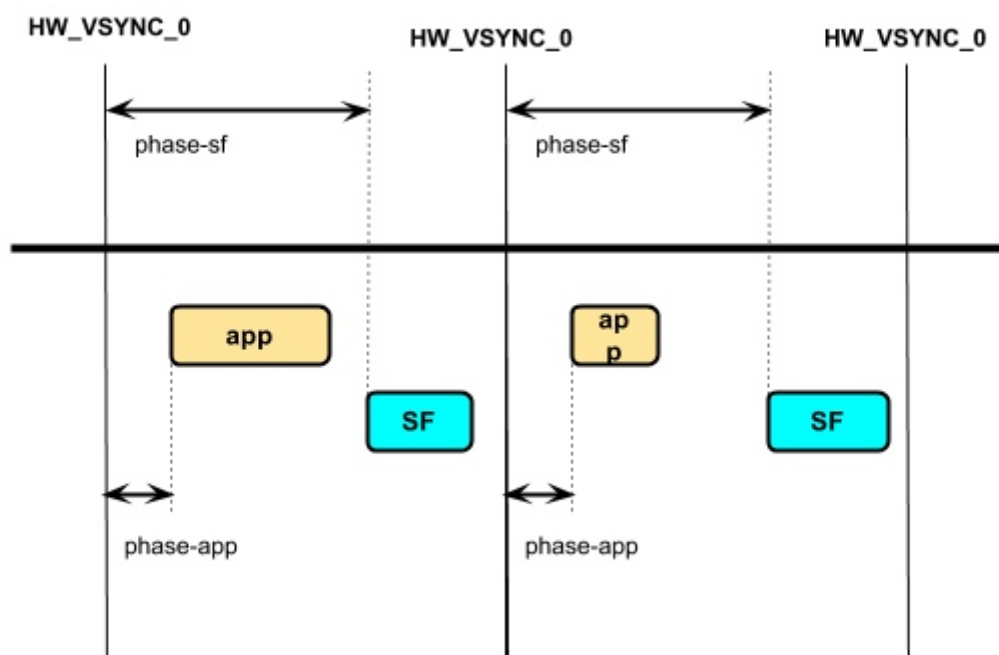 HW_VSYNC_0
HW_VSYNC_0
HW_VSYNC_0
phase-sf
phase-sf
app
ap
p
SF
SF
phase-app
phase-app